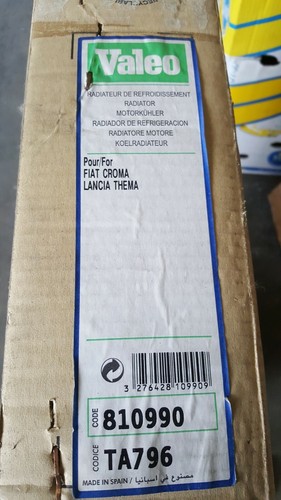 Valeo
RADIATEUR DE REFROIDISSEMENT
RADIATOR
MOTORKÜHLER
RADIADOR DE REFRIGERACION
RADIATORE MOTORE
KOELRADIATEUR
Pour/For
FIAT CROMA
LANCIA THEMA
3 276428 109909
CODE 810990
CODICE TA796
MADE IN SPAIN / مصنوع في اسبانيا